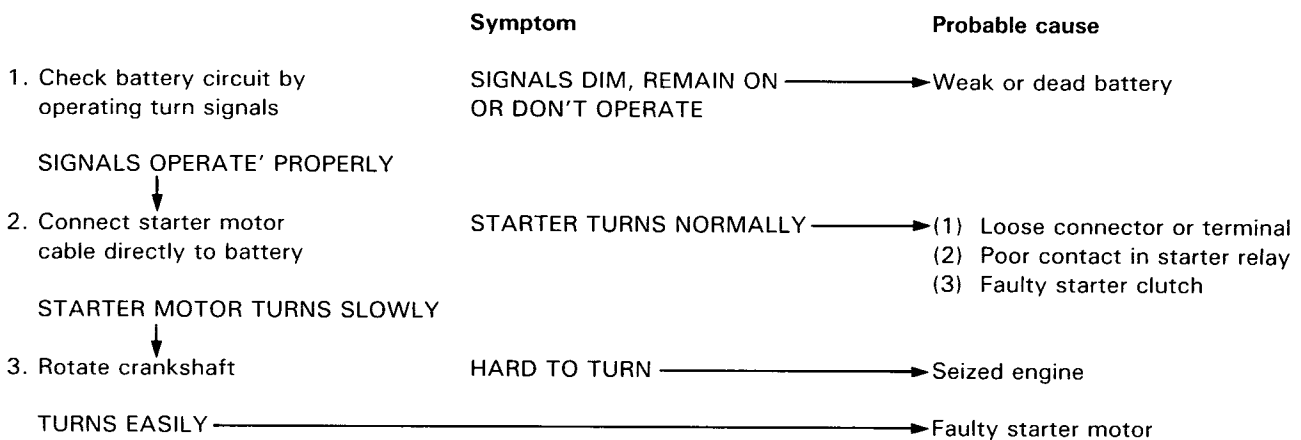 Symptom
Probable cause
1. Check battery circuit by
operating turn signals
SIGNALS DIM, REMAIN ON
OR DON'T OPERATE
Weak or dead battery
SIGNALS OPERATE' PROPERLY
2. Connect starter motor
cable directly to battery
STARTER TURNS NORMALLY
(1) Loose connector or terminal
(2) Poor contact in starter relay
(3) Faulty starter clutch
STARTER MOTOR TURNS SLOWLY
3. Rotate crankshaft
HARD TO TURN
Seized engine
TURNS EASILY
Faulty starter motor